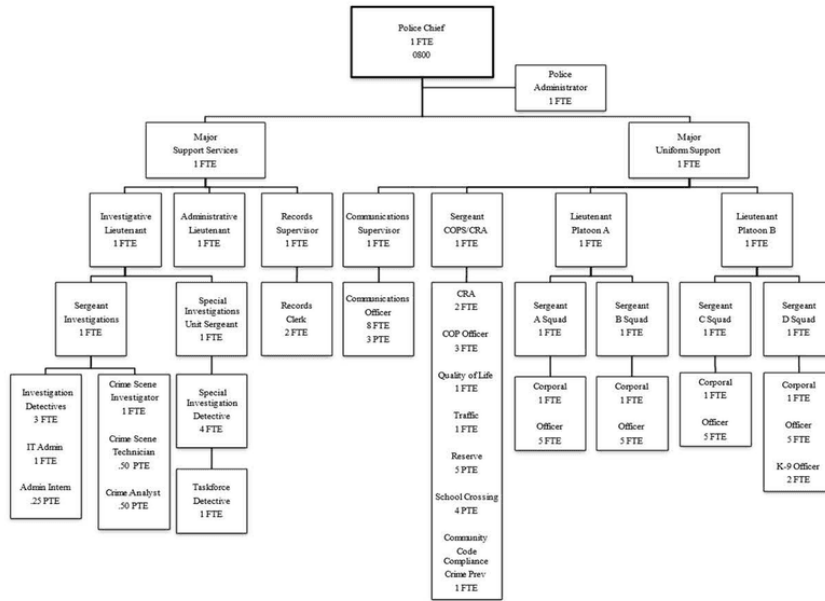 Police Chief
1 FTE
0800
Police
Administrator
1 FTE
Major
Support Services
1 FTE
Major
Uniform Support
1 FTE
Investigative
Lieutenant
1 FTE
Administrative
Lieutenant
1 FTE
Records
Supervisor
1 FTE
Communications
Supervisor
1 FTE
Sergeant
COPS/CRA
1 FTE
Lieutenant
Platoon A
1 FTE
Lieutenant
Platoon B
1 FTE
Sergeant
Investigations
1 FTE
Special
Investigations
Unit Sergeant
1 FTE
Records
Clerk
2 FTE
Communications
Officer
8 FTE
3 PTE
CRA
2 FTE
COP Officer
3 FTE
Quality of Life
1 FTE
Traffic
1 FTE
Reserve
5 PTE
School Crossing
4 PTE
Community
Code
Compliance
Crime Prev
1 FTE
Sergeant
A Squad
1 FTE
Sergeant
B Squad
1 FTE
Sergeant
C Squad
1 FTE
Sergeant
D Squad
1 FTE
Investigation
Detectives
3 FTE
IT Admin
1 FTE
Admin Intern
.25 PTE
Crime Scene
Investigator
1 FTE
Crime Scene
Technician
.50 PTE
Crime Analyst
.50 PTE
Special
Investigation
Detective
4 FTE
Taskforce
Detective
1 FTE
Corporal
1 FTE
Officer
5 FTE
Corporal
1 FTE
Officer
5 FTE
Corporal
1 FTE
Officer
5 FTE
Corporal
1 FTE
Officer
5 FTE
K-9 Officer
2 FTE